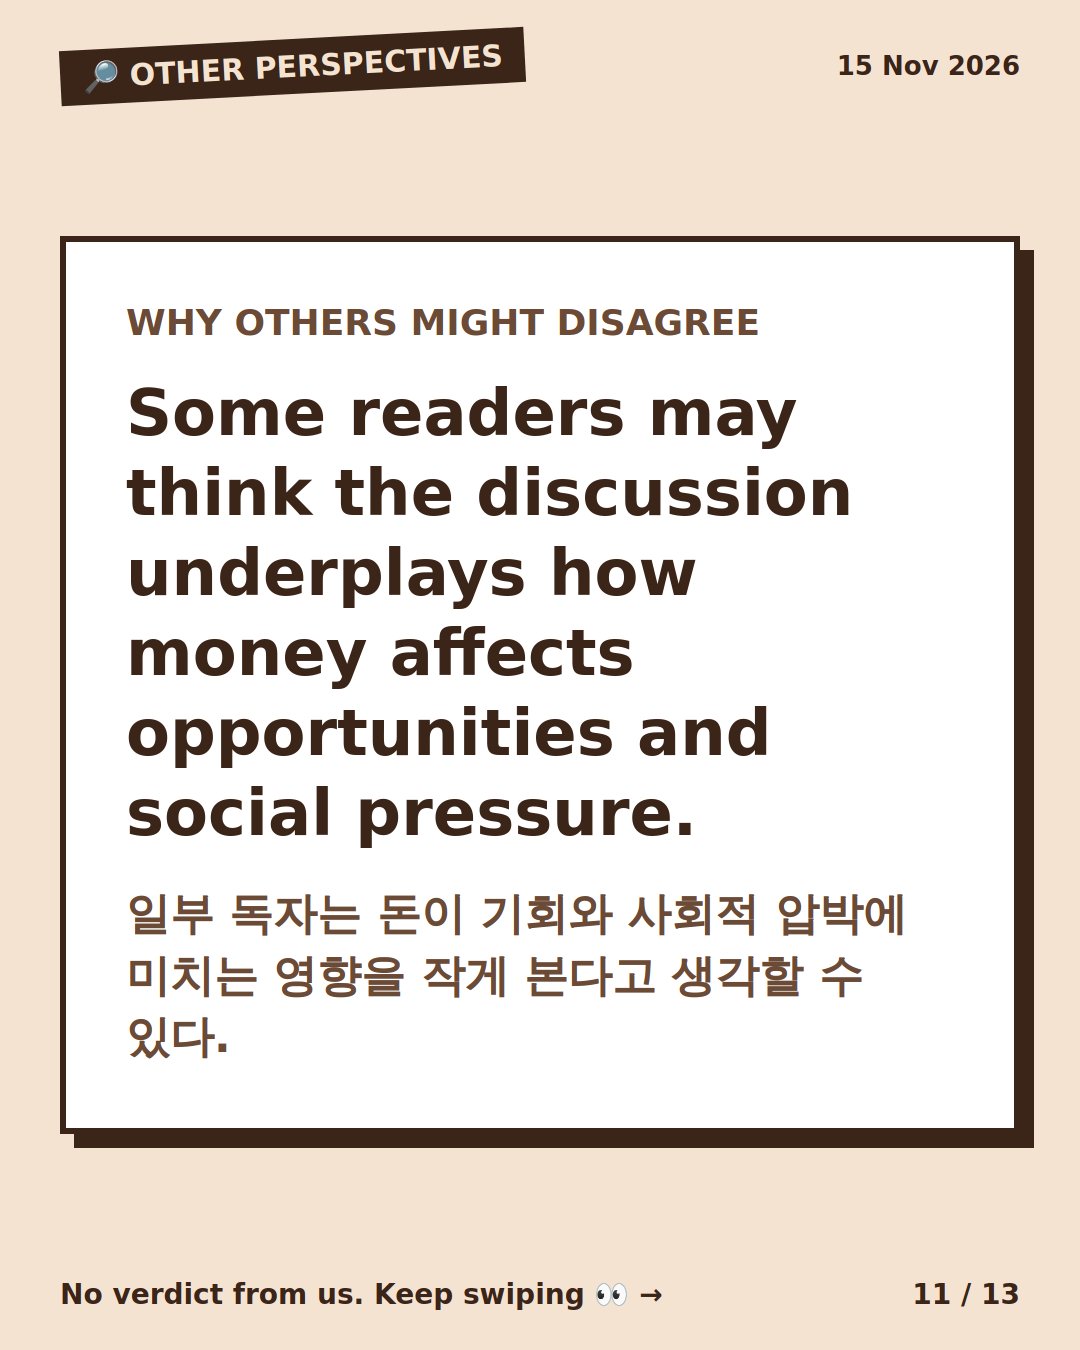 🔎 OTHER PERSPECTIVES
15 Nov 2026
WHY OTHERS MIGHT DISAGREE
Some readers may
think the discussion
underplays how
money affects
opportunities and
social pressure.
일부 독자는 돈이 기회와 사회적 압박에
미치는 영향을 작게 본다고 생각할 수
있다.
No verdict from us. Keep swiping 👀 →
11 / 13